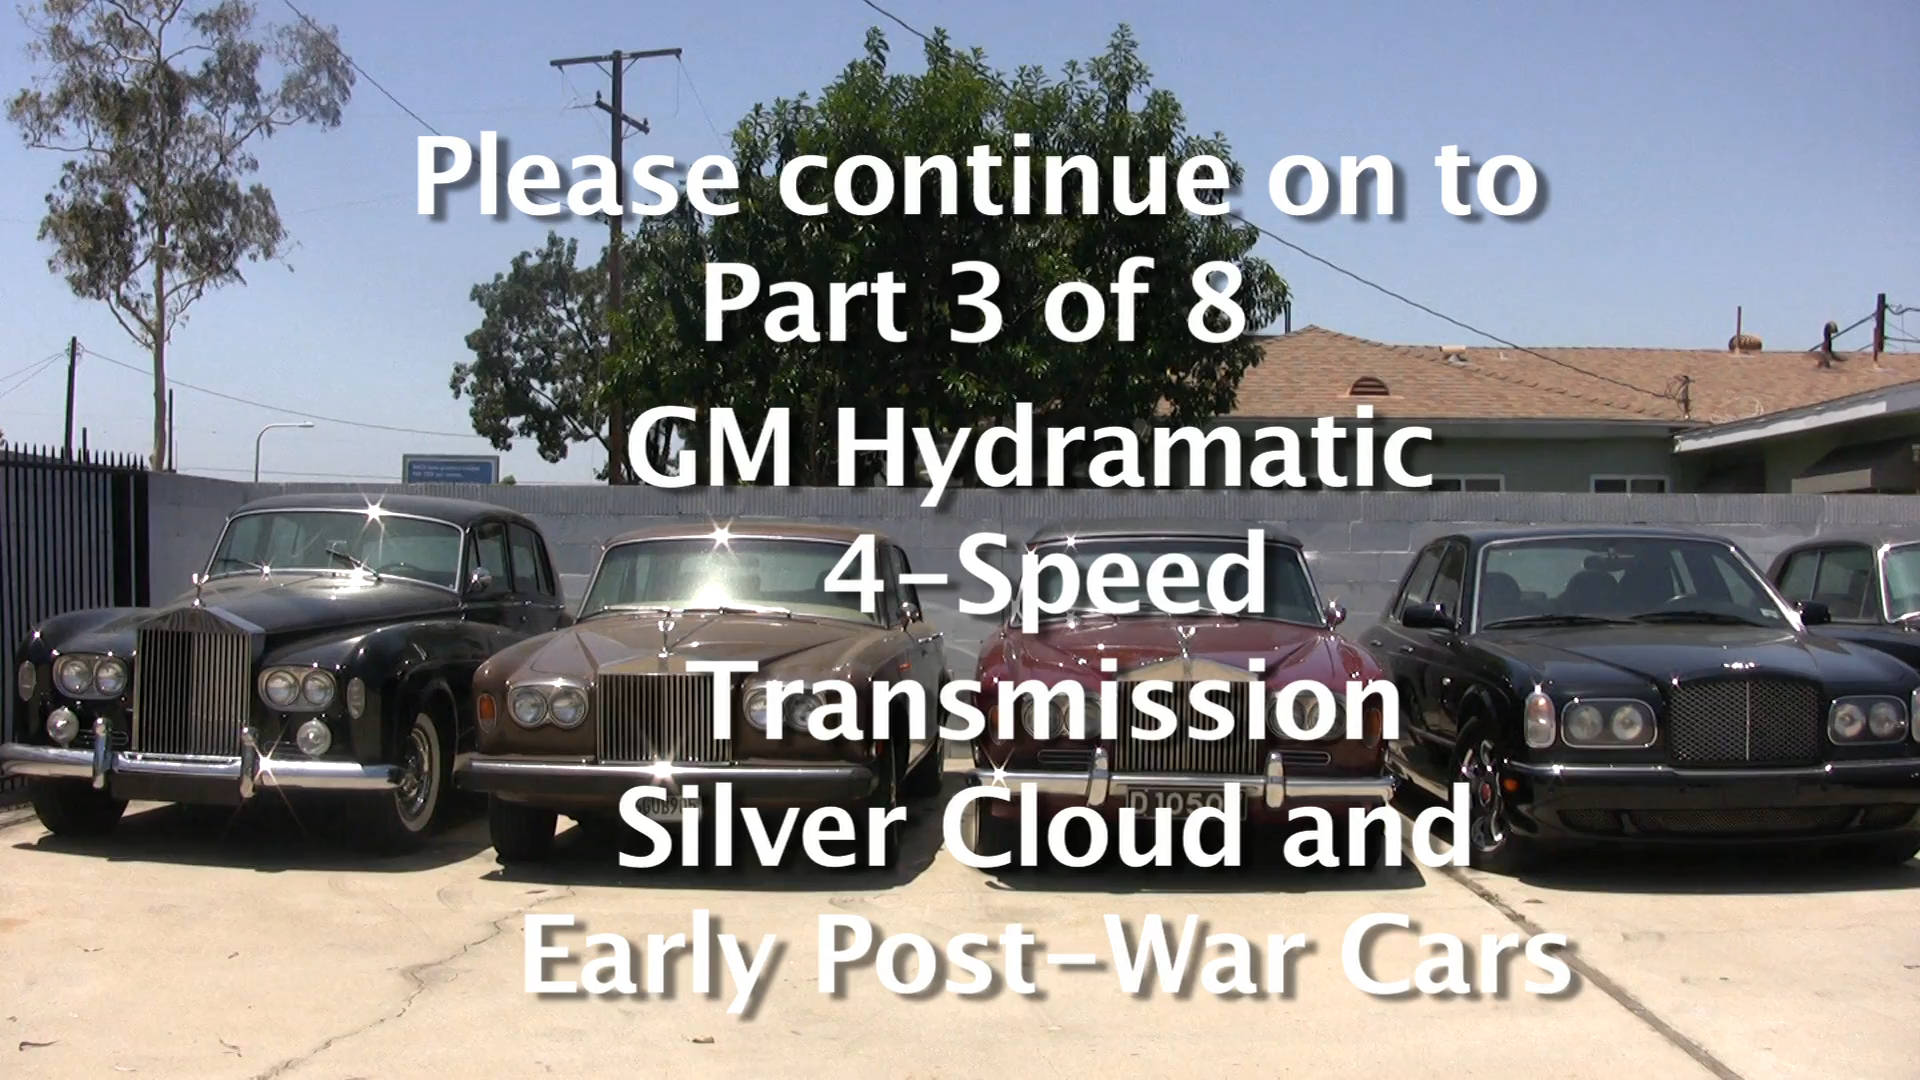 Please continue on to
Part 3 of 8
GM Hydramatic
4-Speed
Transmission
Silver Cloud and
Early Post-War Cars
D 1050